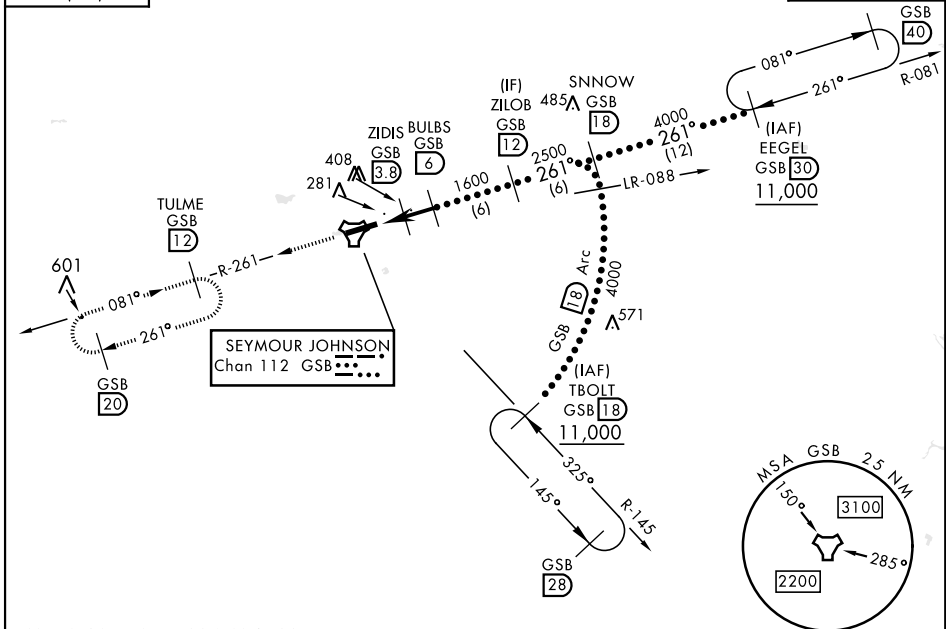 GSB
40
081°
R-081
261°
(IF)
ZILOB
GSB
12
485
SNNOW
GSB
18
4000
261°
(12)
(IAF)
EEGEL
GSB 30
11,000
ZIDIS
GSB
3.8
BULBS
GSB
6
408
281
2500
261°
(6)
1600
(6)
LR-088
TULME
GSB
12
R-261
601
081°
261°
GSB
20
SEYMOUR JOHNSON
Chan 112 GSB
GSB 18 Arc
4000
571
(IAF)
TBOLT
GSB 18
11,000
325°
145°
R-145
GSB
28
MSA GSB 25 NM
150°
3100
285°
2200